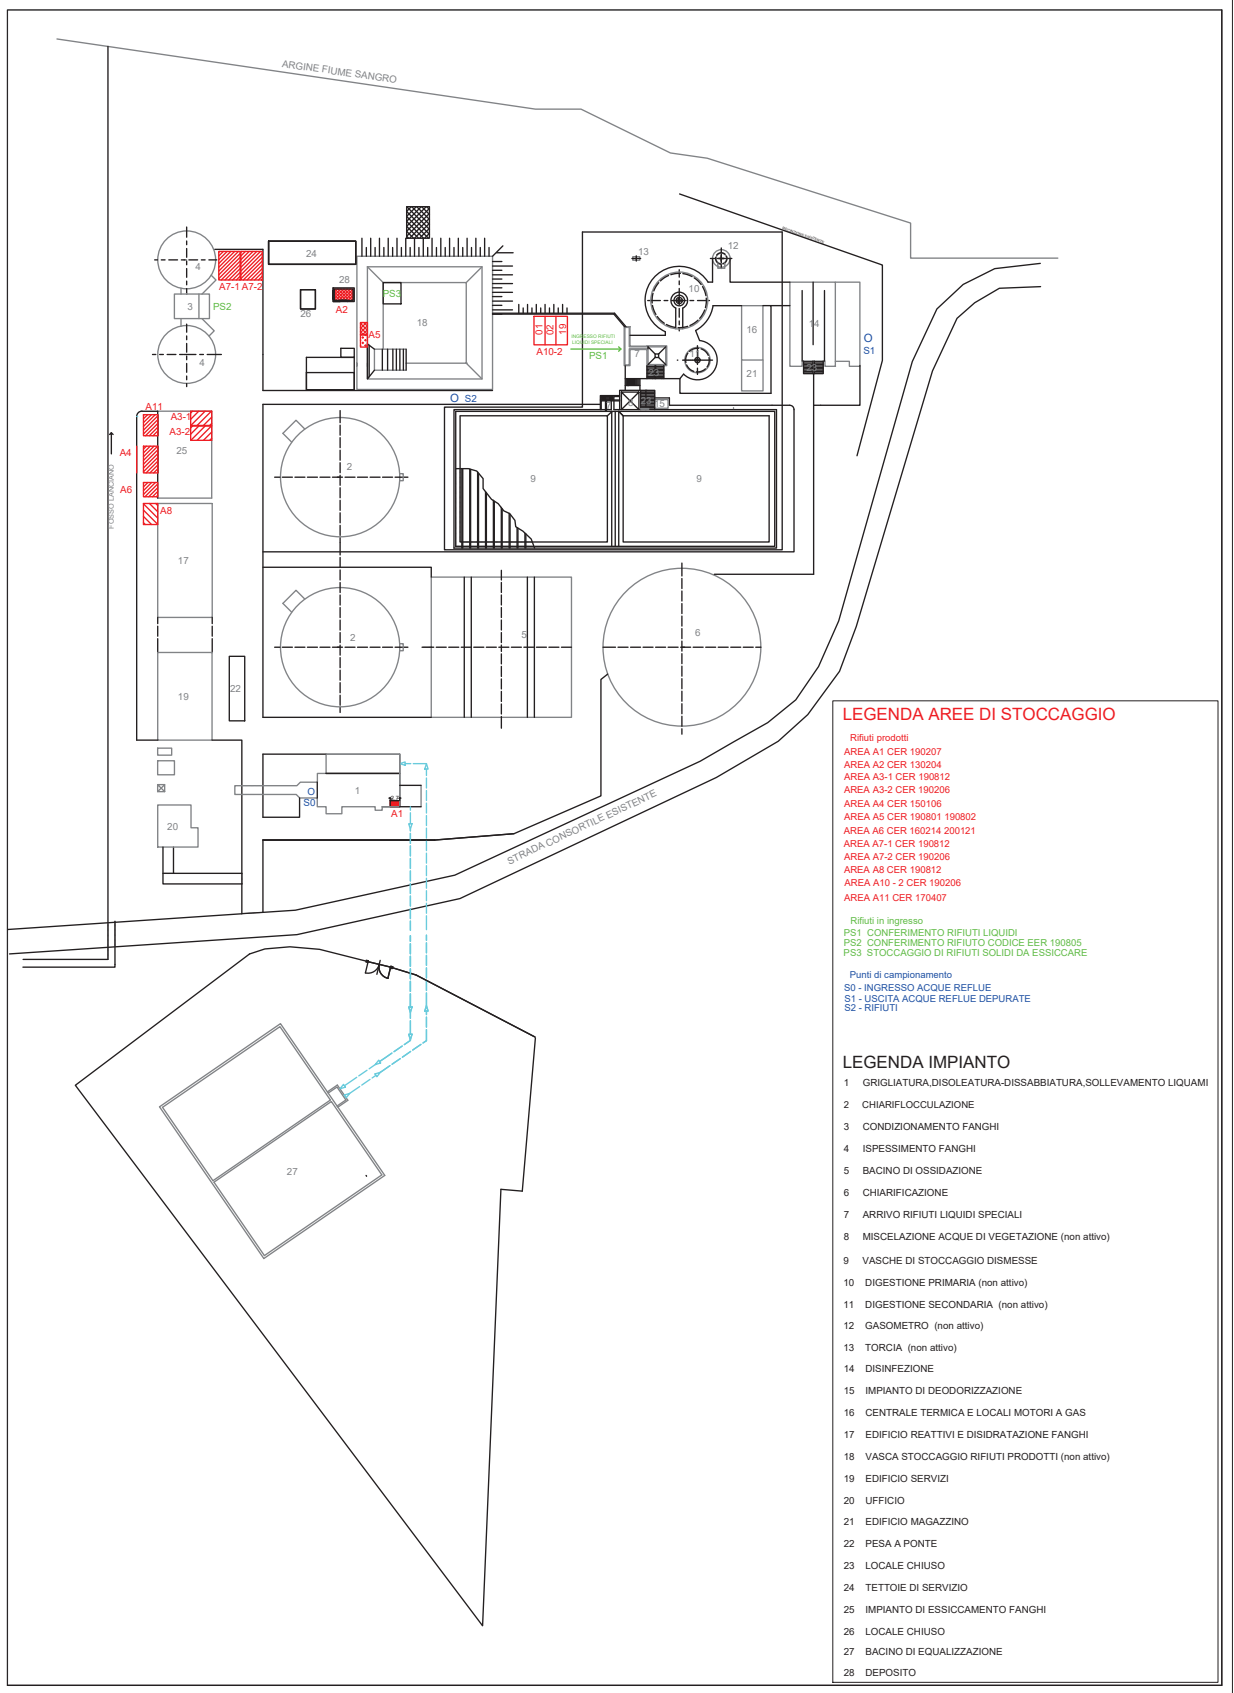 ARGINE FIUME SANGRO
12
13
24
4
10
A7-1 A7-2
28
PS3
26
A2
3
PS2
18
01
02
19
16
14
A5
INGRESSO RIFIUTI
LIQUIDI SPECIALI
S1
A10-2
PS1
7
11
4
21
23
S2
15
A11
A3-1
A3-2
A4
25
2
9
9
A6
FOSSO LANCIANO
A8
17
2
5
6
22
19
S0
1
A1
20
STRADA CONSORTILE ESISTENTE
27
LEGENDA AREE DI STOCCAGGIO
Rifiuti prodotti
AREA A1 CER 190207
AREA A2 CER 130204
AREA A3-1 CER 190812
AREA A3-2 CER 190206
AREA A4 CER 150106
AREA A5 CER 190801 190802
AREA A6 CER 160214 200121
AREA A7-1 CER 190812
AREA A7-2 CER 190206
AREA A8 CER 190812
AREA A10 - 2 CER 190206
AREA A11 CER 170407
Rifiuti in ingresso
PS1 CONFERIMENTO RIFIUTI LIQUIDI
PS2 CONFERIMENTO RIFIUTO CODICE EER 190805
PS3 STOCCAGGIO DI RIFIUTI SOLIDI DA ESSICCARE
Punti di campionamento
S0 - INGRESSO ACQUE REFLUE
S1 - USCITA ACQUE REFLUE DEPURATE
S2 - RIFIUTI
LEGENDA IMPIANTO
1 GRIGLIATURA,DISOLEATURA-DISSABBIATURA,SOLLEVAMENTO LIQUAMI
2 CHIARIFLOCCULAZIONE
3 CONDIZIONAMENTO FANGHI
4 ISPESSIMENTO FANGHI
5 BACINO DI OSSIDAZIONE
6 CHIARIFICAZIONE
7 ARRIVO RIFIUTI LIQUIDI SPECIALI
8 MISCELAZIONE ACQUE DI VEGETAZIONE (non attivo)
9 VASCHE DI STOCCAGGIO DISMESSE
10 DIGESTIONE PRIMARIA (non attivo)
11 DIGESTIONE SECONDARIA (non attivo)
12 GASOMETRO (non attivo)
13 TORCIA (non attivo)
14 DISINFEZIONE
15 IMPIANTO DI DEODORIZZAZIONE
16 CENTRALE TERMICA E LOCALI MOTORI A GAS
17 EDIFICIO REATTIVI E DISIDRATAZIONE FANGHI
18 VASCA STOCCAGGIO RIFIUTI PRODOTTI (non attivo)
19 EDIFICIO SERVIZI
20 UFFICIO
21 EDIFICIO MAGAZZINO
22 PESA A PONTE
23 LOCALE CHIUSO
24 TETTOIE DI SERVIZIO
25 IMPIANTO DI ESSICCAMENTO FANGHI
26 LOCALE CHIUSO
27 BACINO DI EQUALIZZAZIONE
28 DEPOSITO